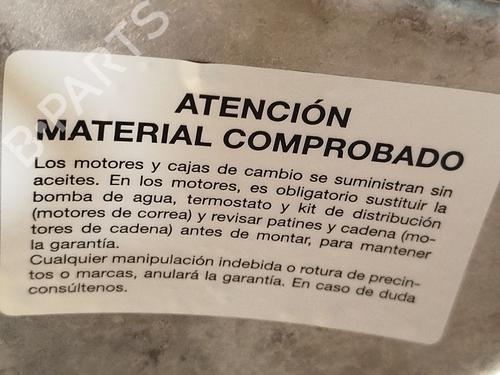 B-PARTS
ATENCIÓN
MATERIAL COMPROBADO
Los motores y cajas de cambio se suministran sin
aceites. En los motores, es obligatorio sustituir la
bomba de agua, termostato y kit de distribución
(motores de correa) y revisar patines y cadena (mo-
tores de cadena) antes de montar, para mantener
la garantía.
Cualquier manipulación indebida o rotura de precin-
tos o marcas, anulará la garantía. En caso de duda
consúltenos.